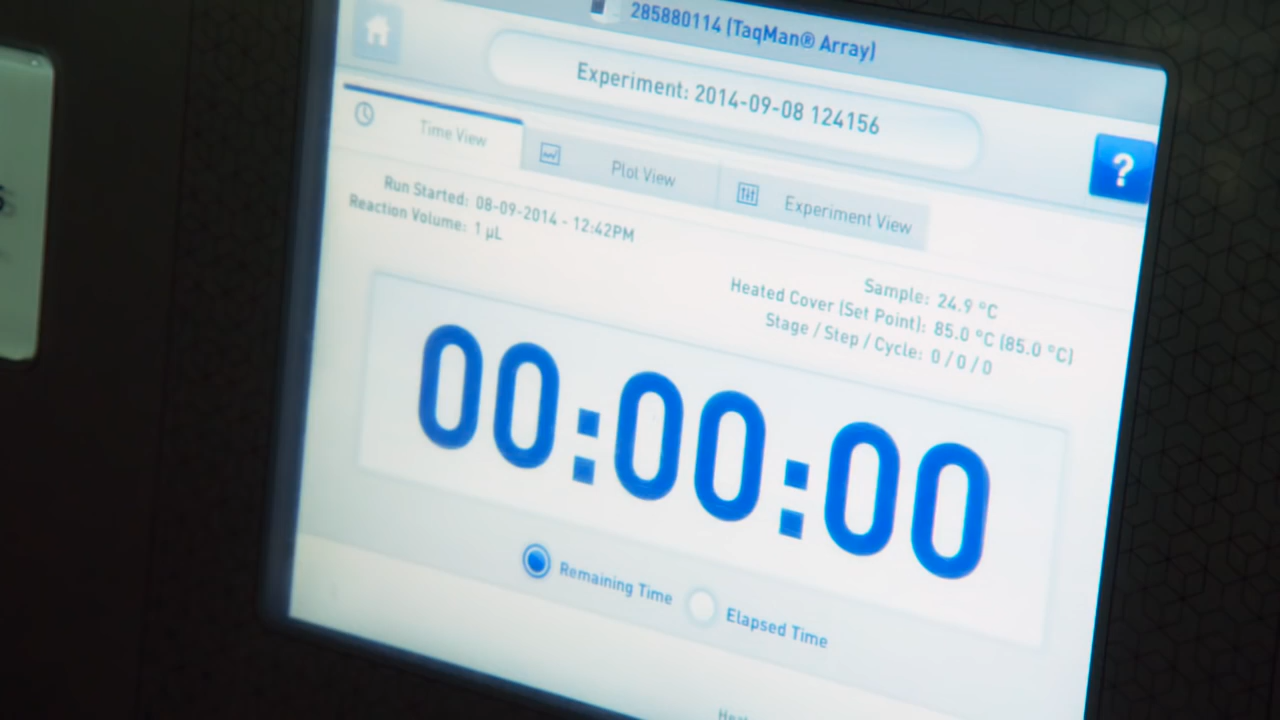 285880114 (TaqMan® Array)
Experiment: 2014-09-08 124156
?
Time View
Plot View
Experiment View
Run Started: 08-09-2014 - 12:42PM
Reaction Volume: 1 µL
Sample: 24.9 °C
Heated Cover (Set Point): 85.0 °C (85.0 °C)
Stage / Step / Cycle: 0 / 0 / 0
00:00:00
Remaining Time
Elapsed Time